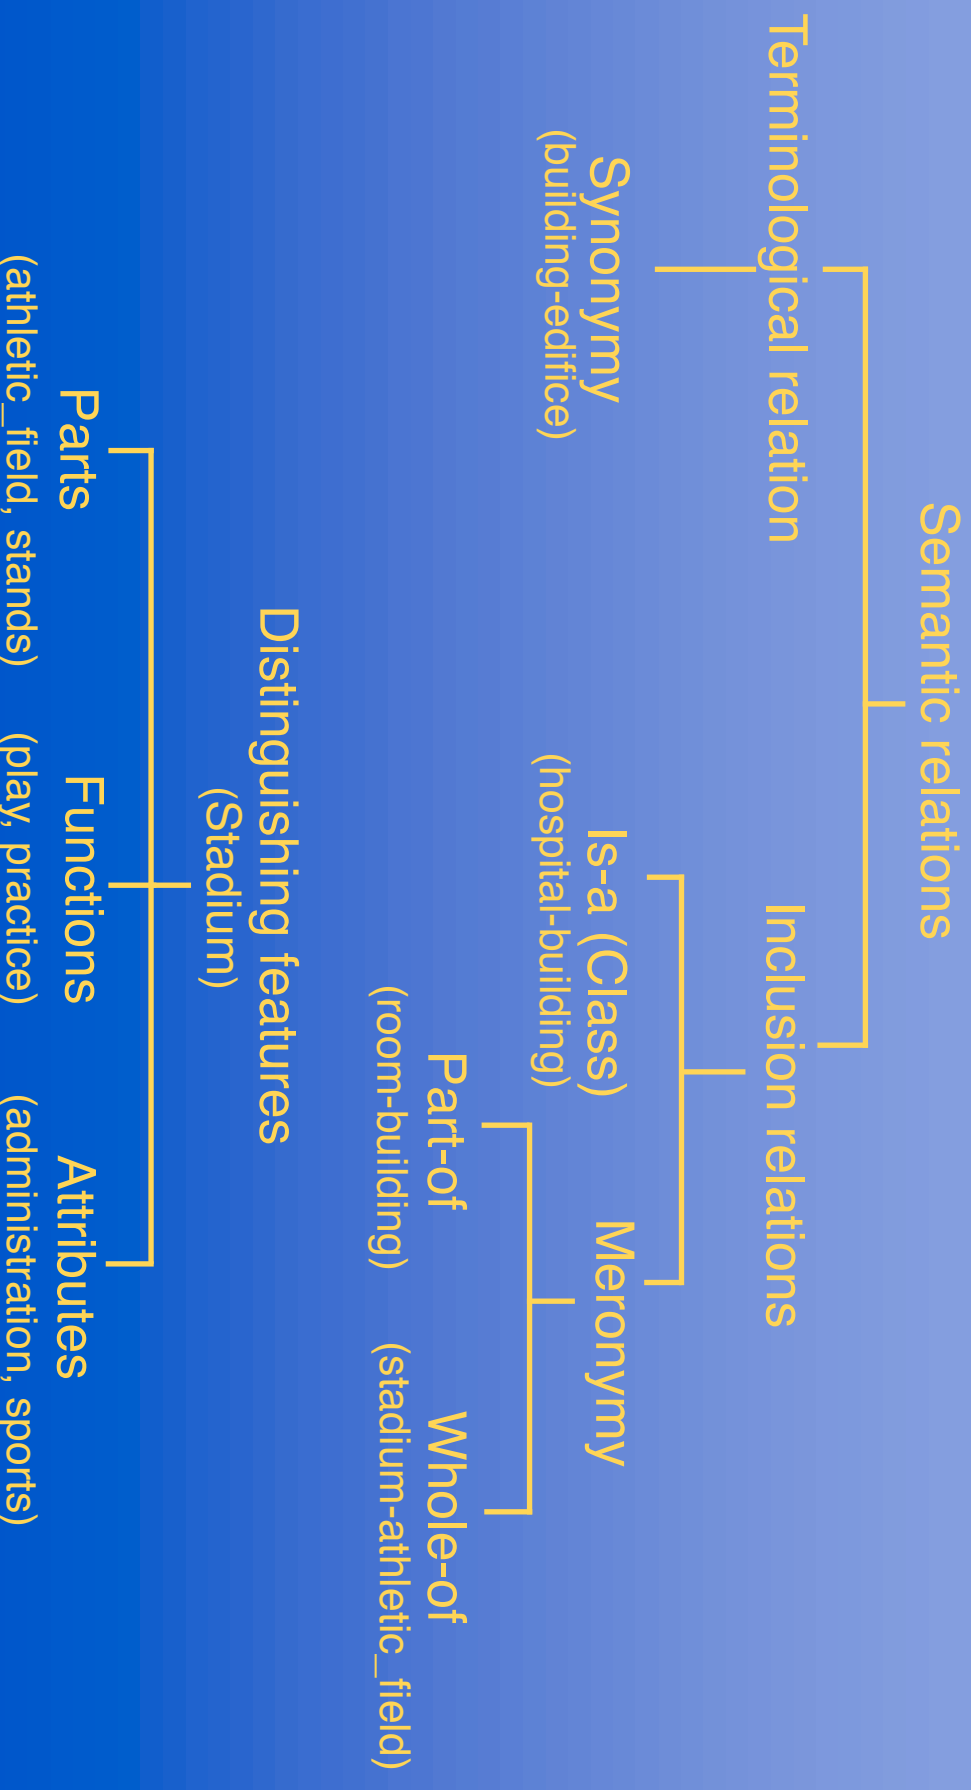 Semantic relations
Terminological relation
Inclusion relations
Synonymy
(building-edifice)
Is-a (Class)
(hospital-building)
Meronymy
Part-of
(room-building)
Whole-of
(stadium-athletic_field)
Distinguishing features
(Stadium)
Parts
(athletic_field, stands)
Functions
(play, practice)
Attributes
(administration, sports)